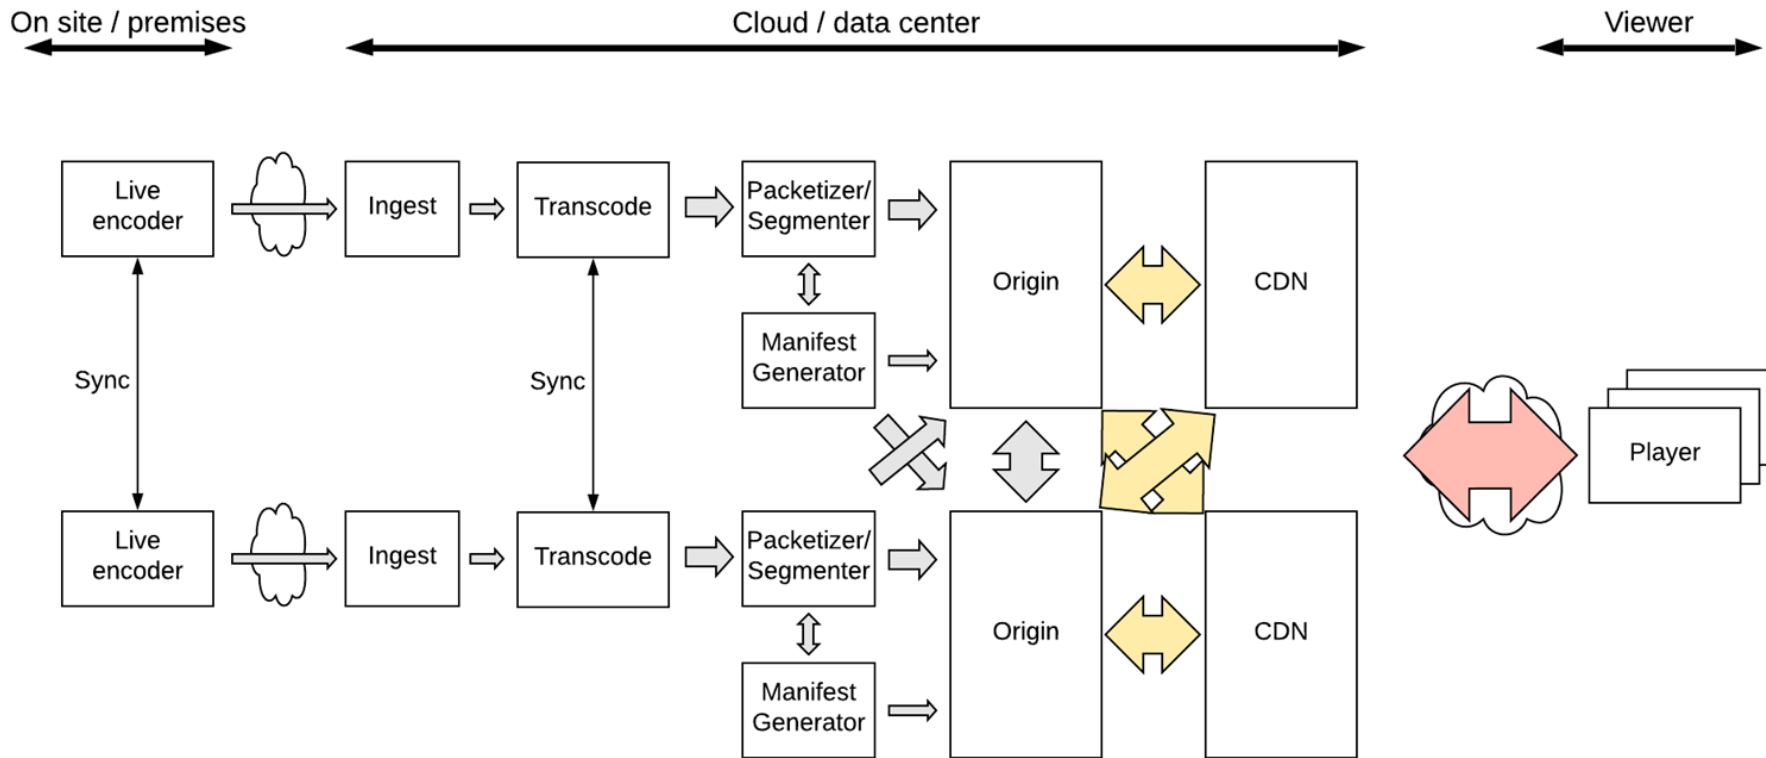 On site / premises
Cloud / data center
Viewer
Live
encoder
Ingest
Transcode
Packetizer/
Segmenter
Origin
CDN
Manifest
Generator
Sync
Sync
Player
Live
encoder
Ingest
Transcode
Packetizer/
Segmenter
Origin
CDN
Manifest
Generator